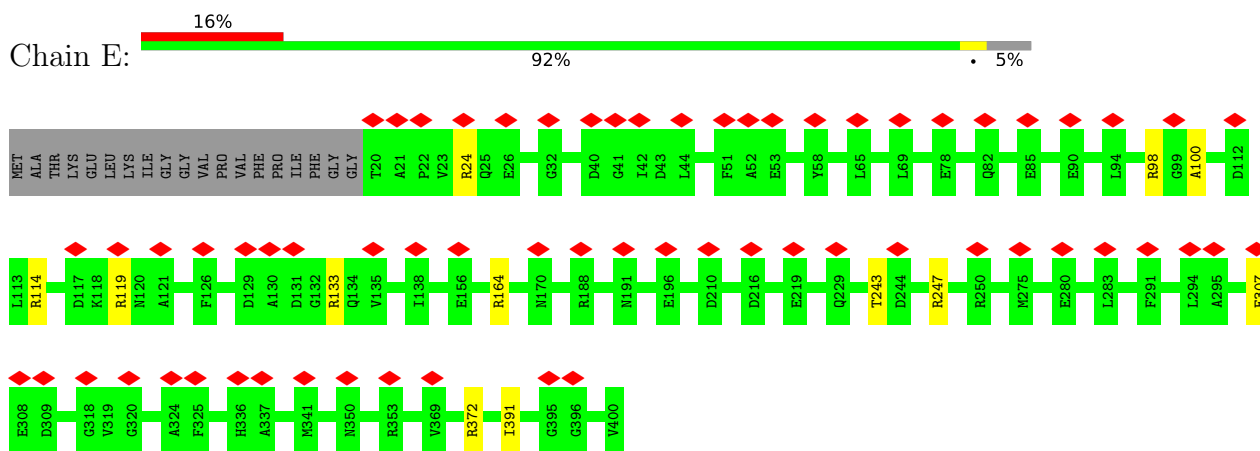 16%
Chain E:
92% • 5%
MET ALA THR LYS GLU LEU LEU LYS ILE GLY GLY VAL PRO VAL PHE PRO ILE PHE GLY GLY T20 A21 P22 V23 R24 Q25 E26 G32 D40 G41 I42 D43 L44 F51 A52 E53 Y58 L65 L69 E78 Q82 E85 E90 L94 R98 G99 A100 D112
L113 R114 D117 K118 R119 N120 A121 F126 D129 A130 D131 G132 R133 Q134 V135 I138 E156 R164 N170 R188 N191 E196 D210 D216 E219 Q229 T243 D244 R247 R250 M275 E280 L283 F291 L294 A295 E307
E308 D309 G318 V319 G320 A324 F325 H336 A337 M341 N350 R353 V369 R372 I391 G395 G396 V400